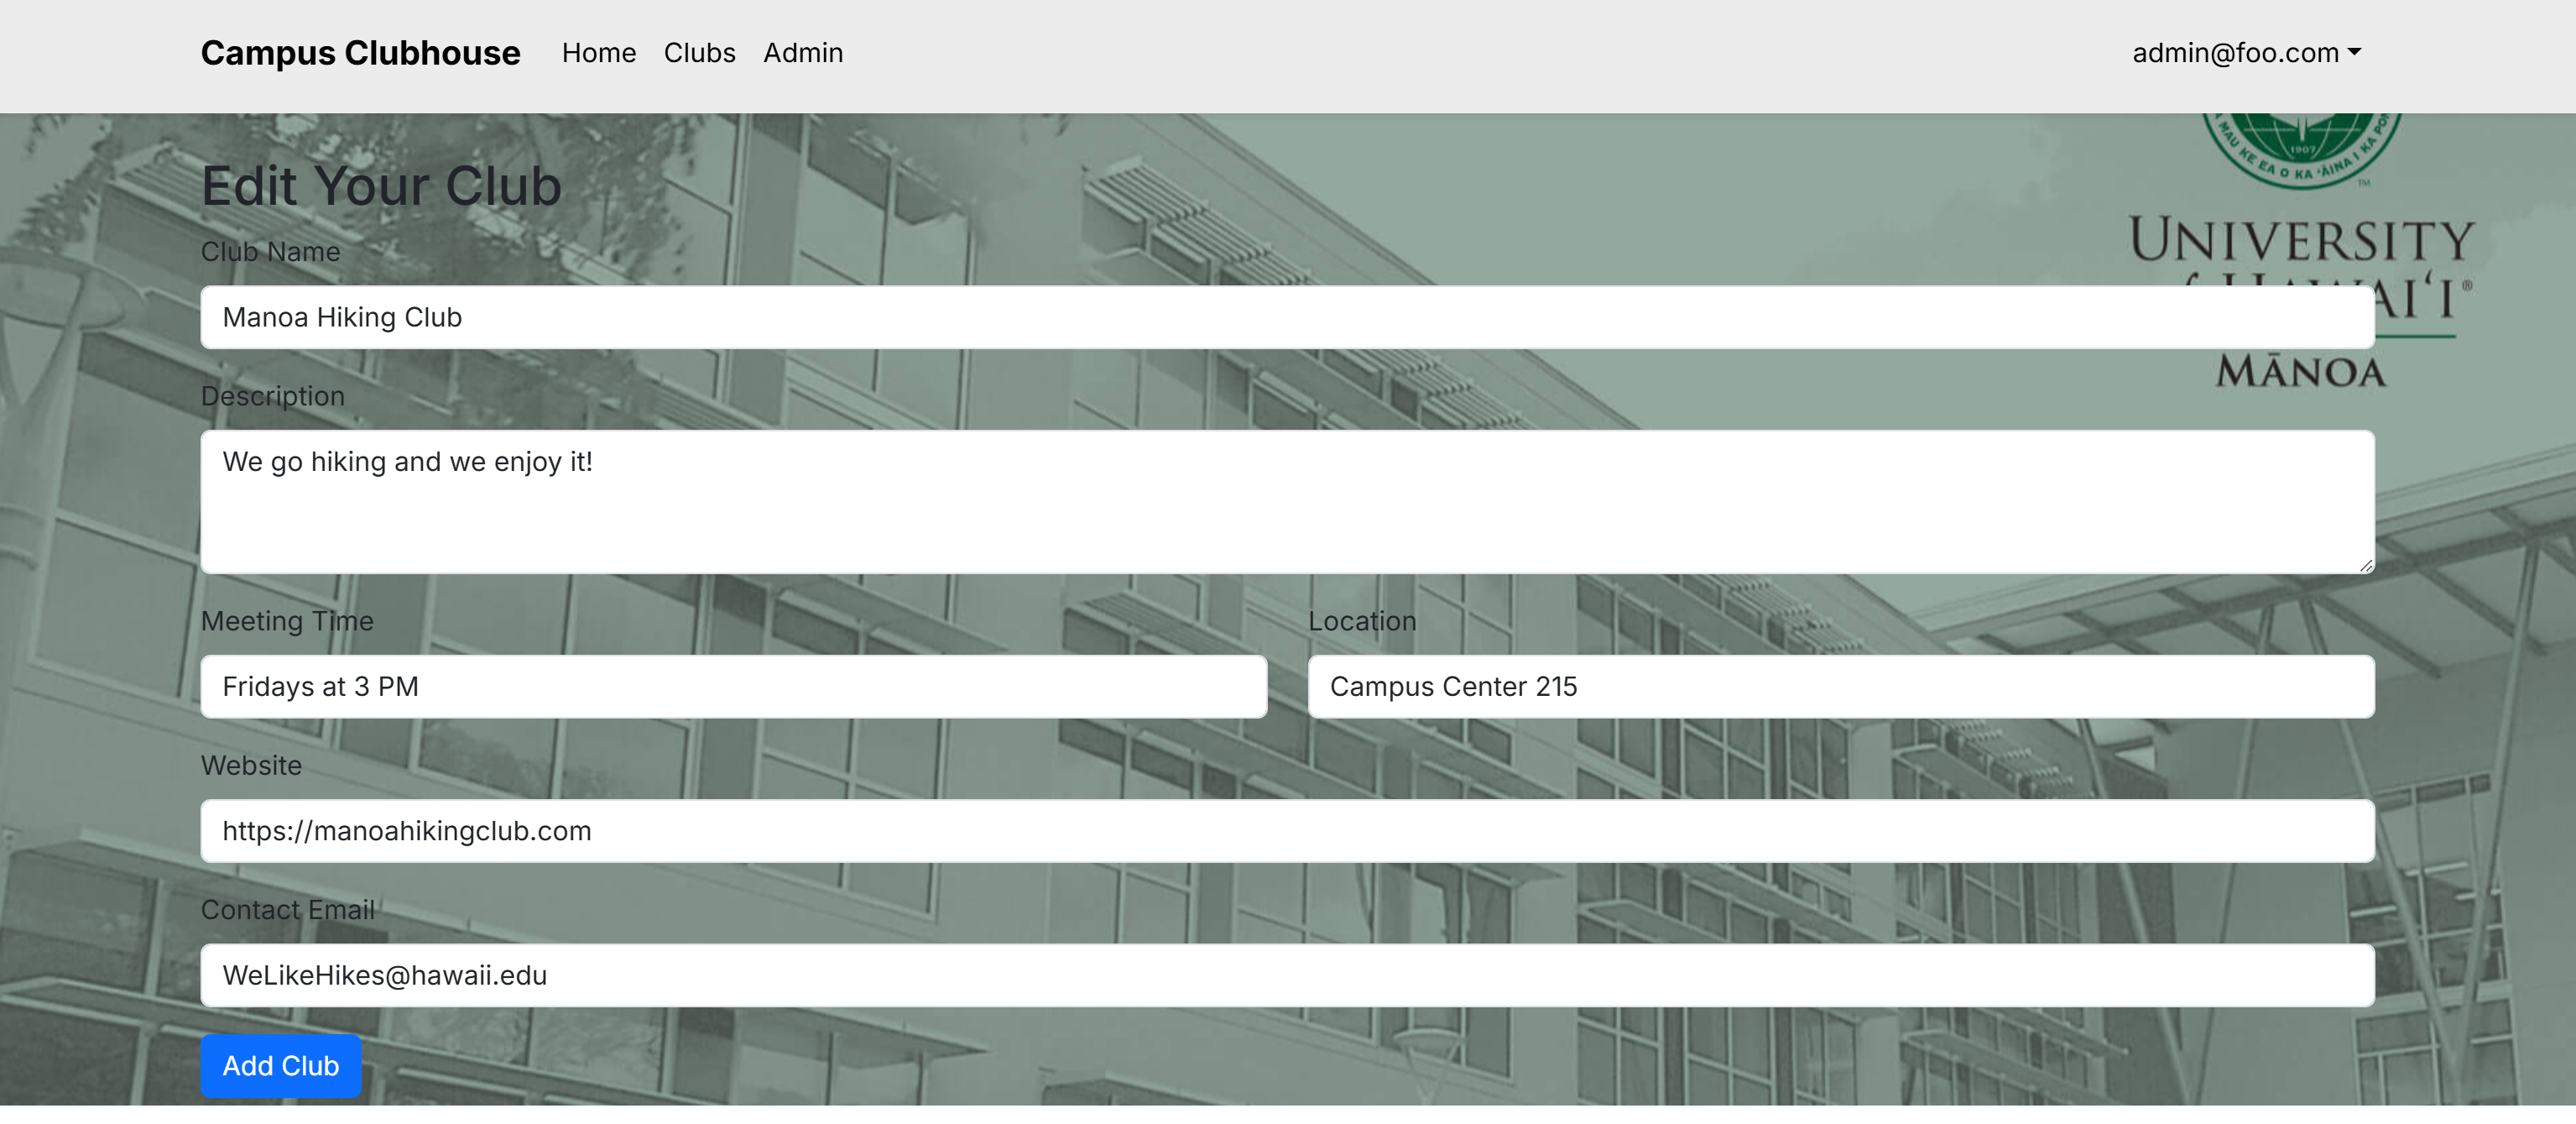 Campus Clubhouse Home Clubs Admin admin@foo.com
MAU KE EA O KA ʻĀINA I KA PON
1907
TM
UNIVERSITY
HAWAIʻI®
MĀNOA
Edit Your Club
Club Name
Manoa Hiking Club
Description
We go hiking and we enjoy it!
Meeting Time
Location
Fridays at 3 PM
Campus Center 215
Website
https://manoahikingclub.com
Contact Email
WeLikeHikes@hawaii.edu
Add Club